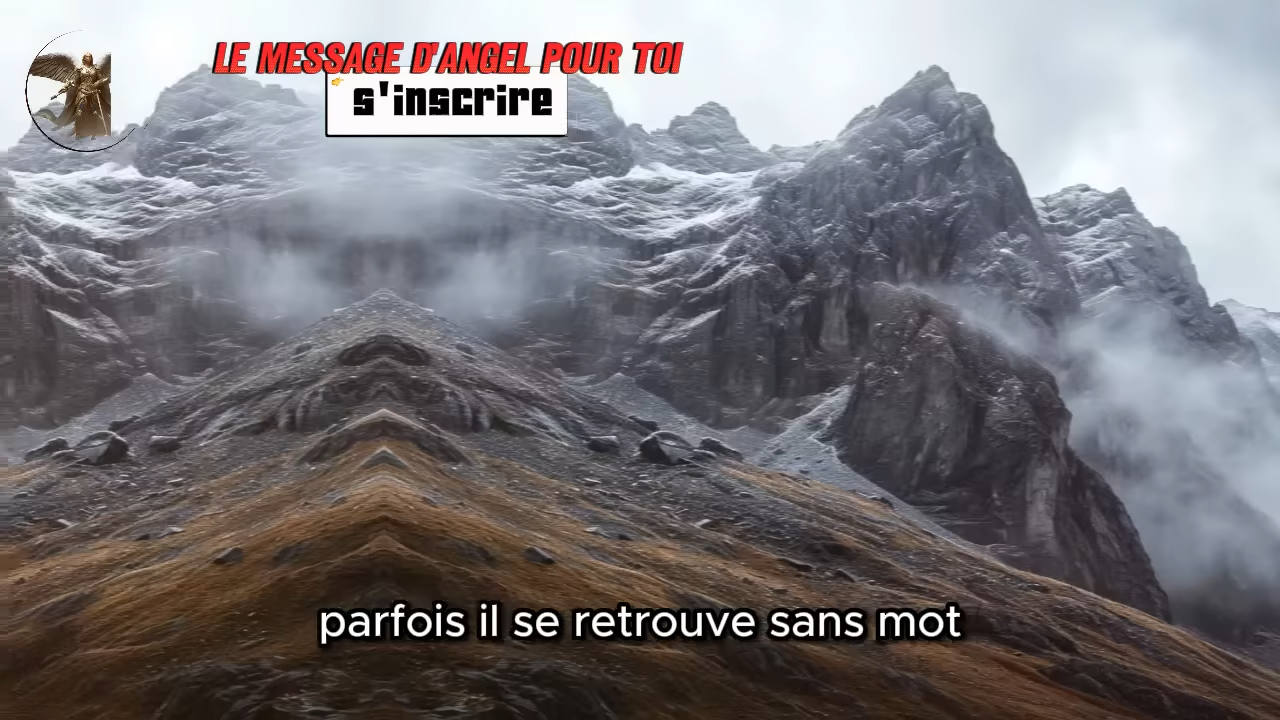 LE MESSAGE D'ANGEL POUR TOI
s'inscrire
parfois il se retrouve sans mot